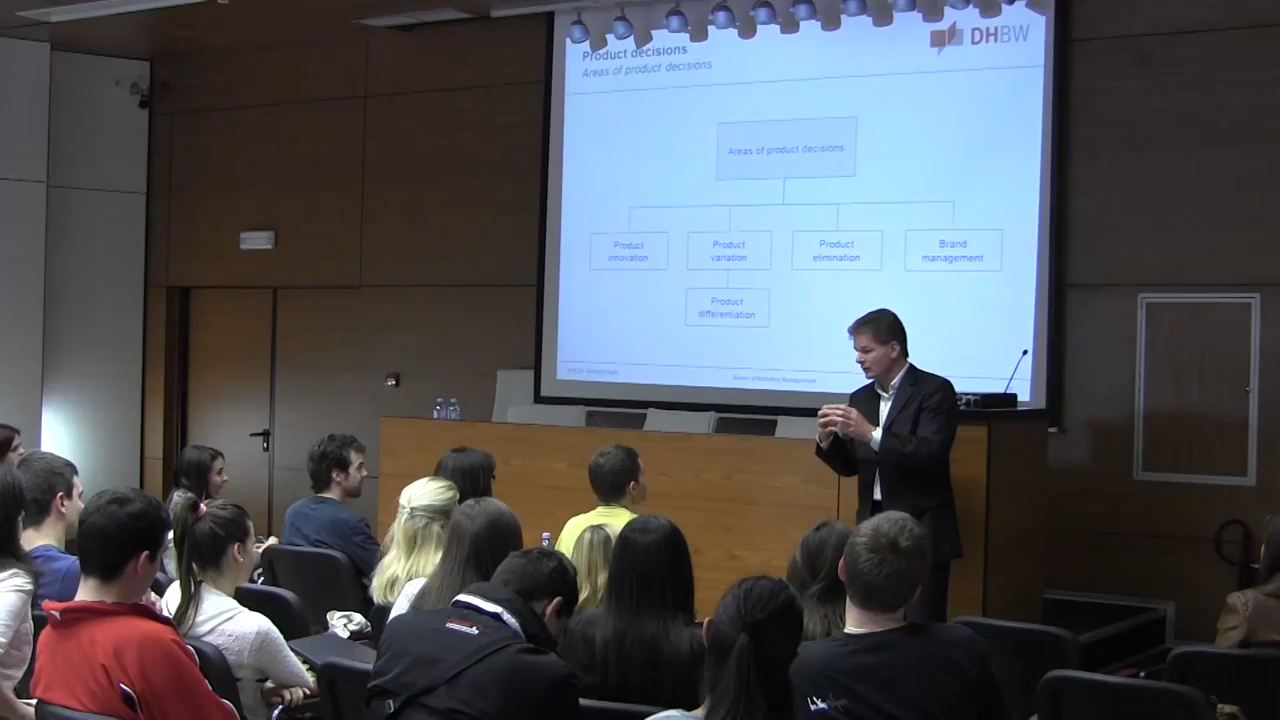 Product decisions
Areas of product decisions
DHBW
Areas of product decisions
Product
innovation
Product
variation
Product
elimination
Brand
management
Product
differentiation
Basics of Marketing Management